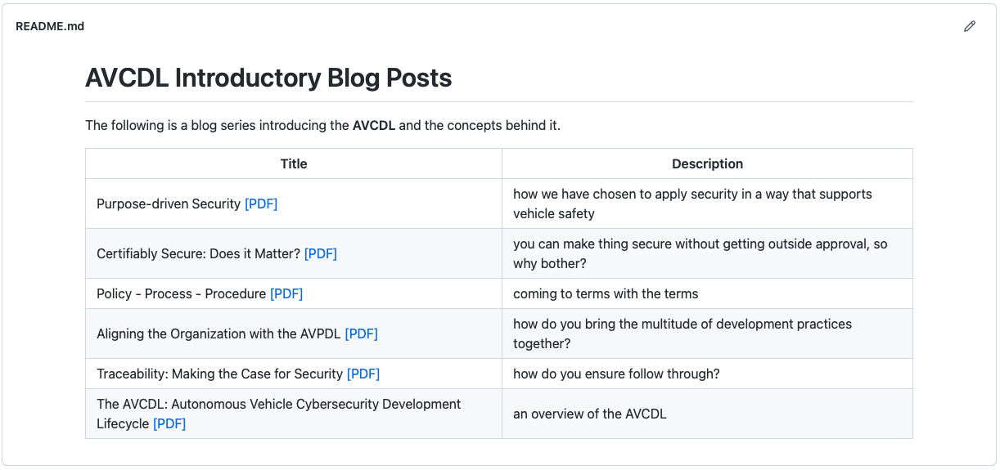 README.md
AVCDL Introductory Blog Posts
The following is a blog series introducing the AVCDL and the concepts behind it.
Title
Description
Purpose-driven Security [PDF]
how we have chosen to apply security in a way that supports
vehicle safety
Certifiably Secure: Does it Matter? [PDF]
you can make thing secure without getting outside approval, so
why bother?
Policy - Process - Procedure [PDF]
coming to terms with the terms
Aligning the Organization with the AVPDL [PDF]
how do you bring the multitude of development practices
together?
Traceability: Making the Case for Security [PDF]
how do you ensure follow through?
The AVCDL: Autonomous Vehicle Cybersecurity Development
Lifecycle [PDF]
an overview of the AVCDL